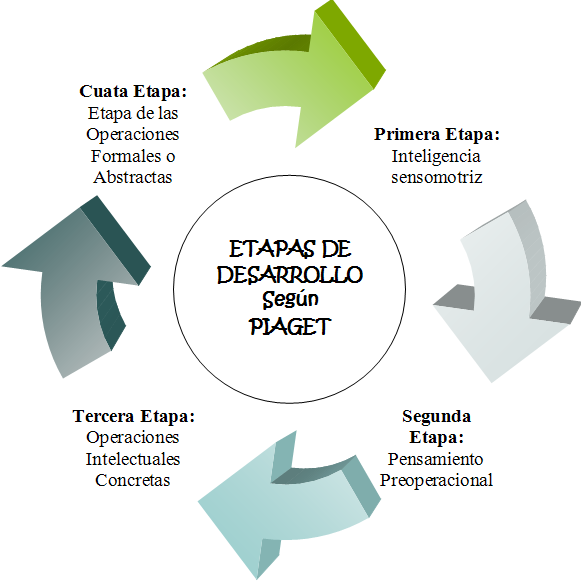 Cuata Etapa:
Etapa de las
Operaciones
Formales o
Abstractas
Primera Etapa:
Inteligencia
sensomotriz
ETAPAS DE
DESARROLLO
Según
PIAGET
Tercera Etapa:
Operaciones
Intelectuales
Concretas
Segunda
Etapa:
Pensamiento
Preoperacional